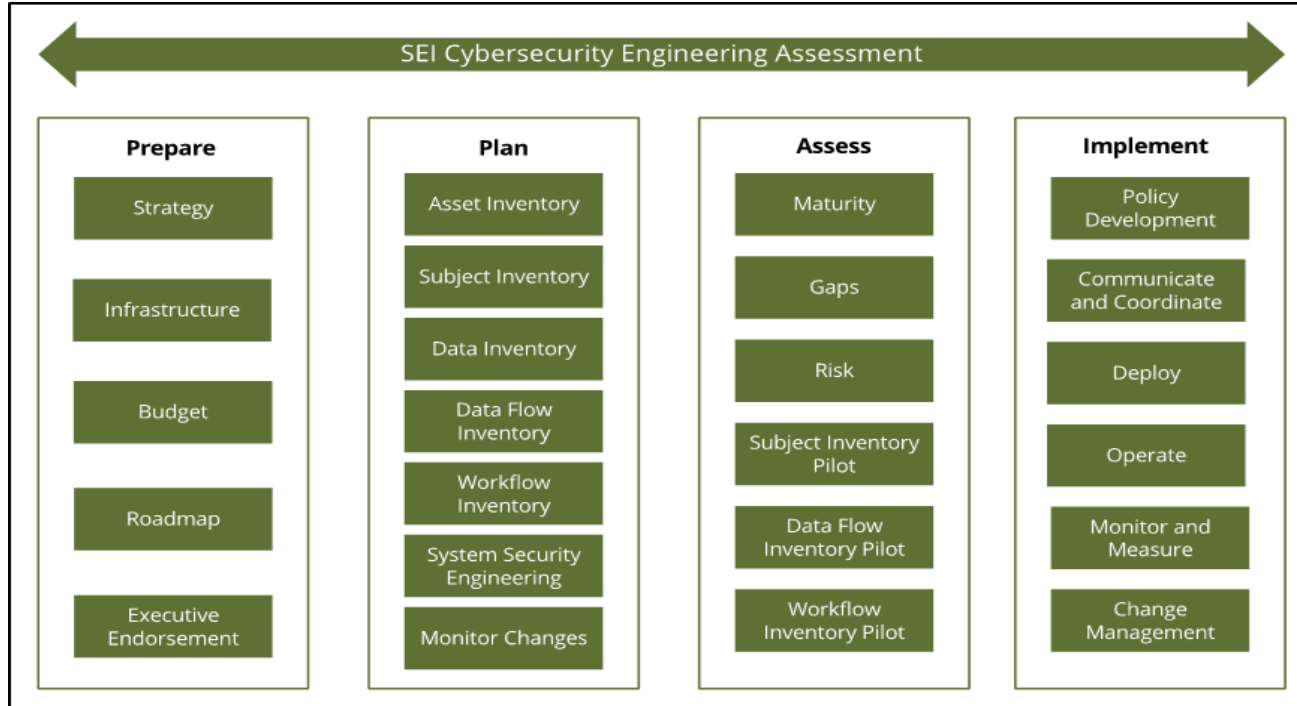 SEI Cybersecurity Engineering Assessment
Prepare
Strategy
Infrastructure
Budget
Roadmap
Executive
Endorsement
Plan
Asset Inventory
Subject Inventory
Data Inventory
Data Flow
Inventory
Workflow
Inventory
System Security
Engineering
Monitor Changes
Assess
Maturity
Gaps
Risk
Subject Inventory
Pilot
Data Flow
Inventory Pilot
Workflow
Inventory Pilot
Implement
Policy
Development
Communicate
and Coordinate
Deploy
Operate
Monitor and
Measure
Change
Management